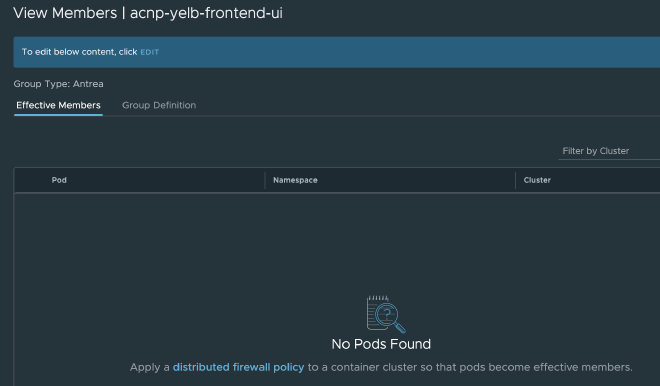 View Members | acnp-yelb-frontend-ui
To edit below content, click EDIT
Group Type: Antrea
Effective Members Group Definition
Filter by Cluster
Pod Namespace Cluster
No Pods Found
Apply a distributed firewall policy to a container cluster so that pods become effective members.